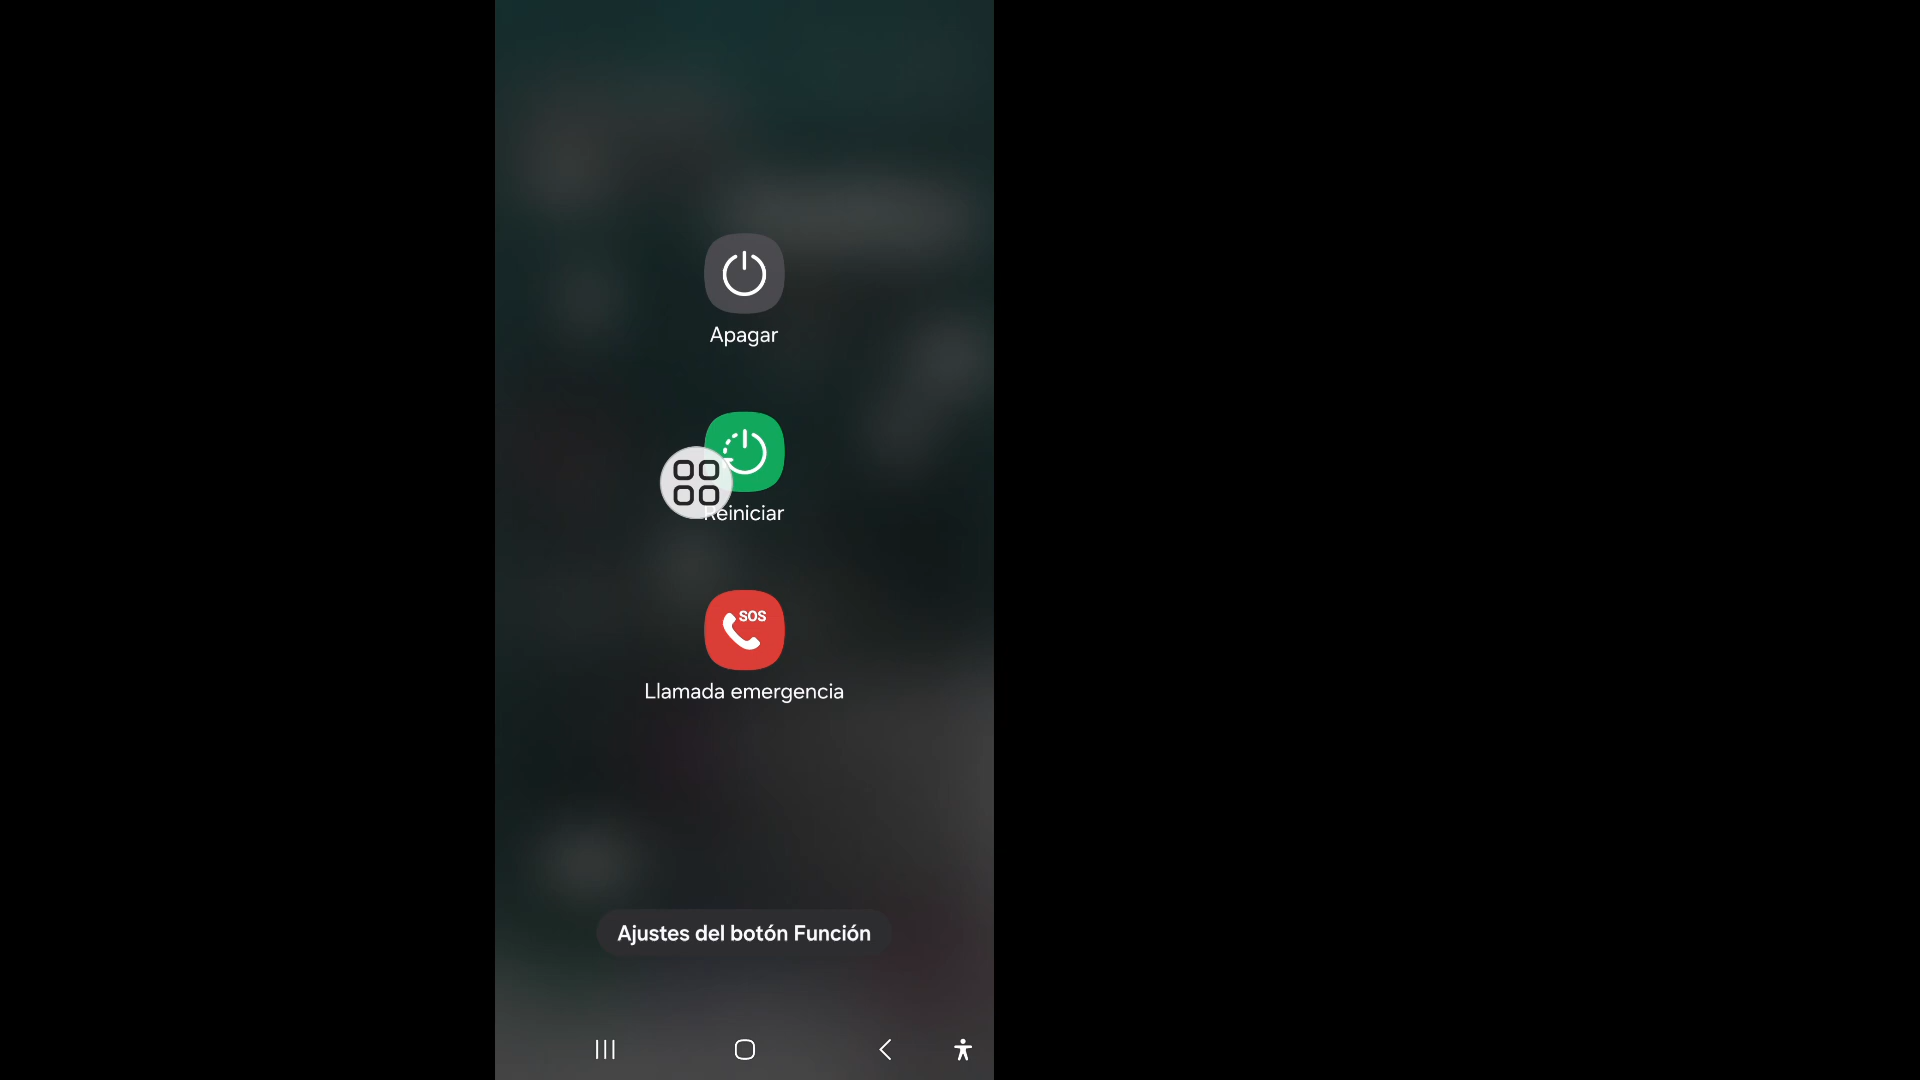 Apagar
Reiniciar
SOS
Llamada emergencia
Ajustes del botón Función